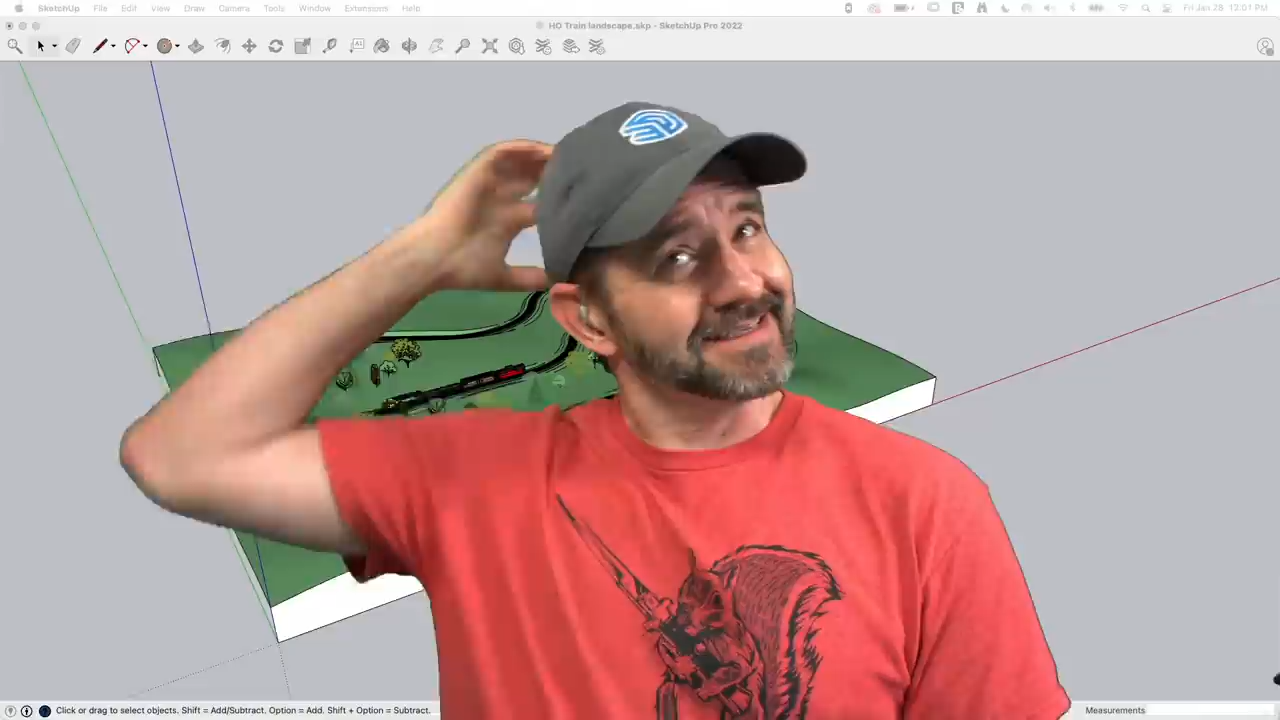 SketchUp File Edit View Draw Camera Tools Window Extensions Help Fri Jan 28 12:01 PM
HO Train landscape.skp - SketchUp Pro 2022
Click or drag to select objects. Shift = Add/Subtract. Option = Add. Shift + Option = Subtract.
Measurements